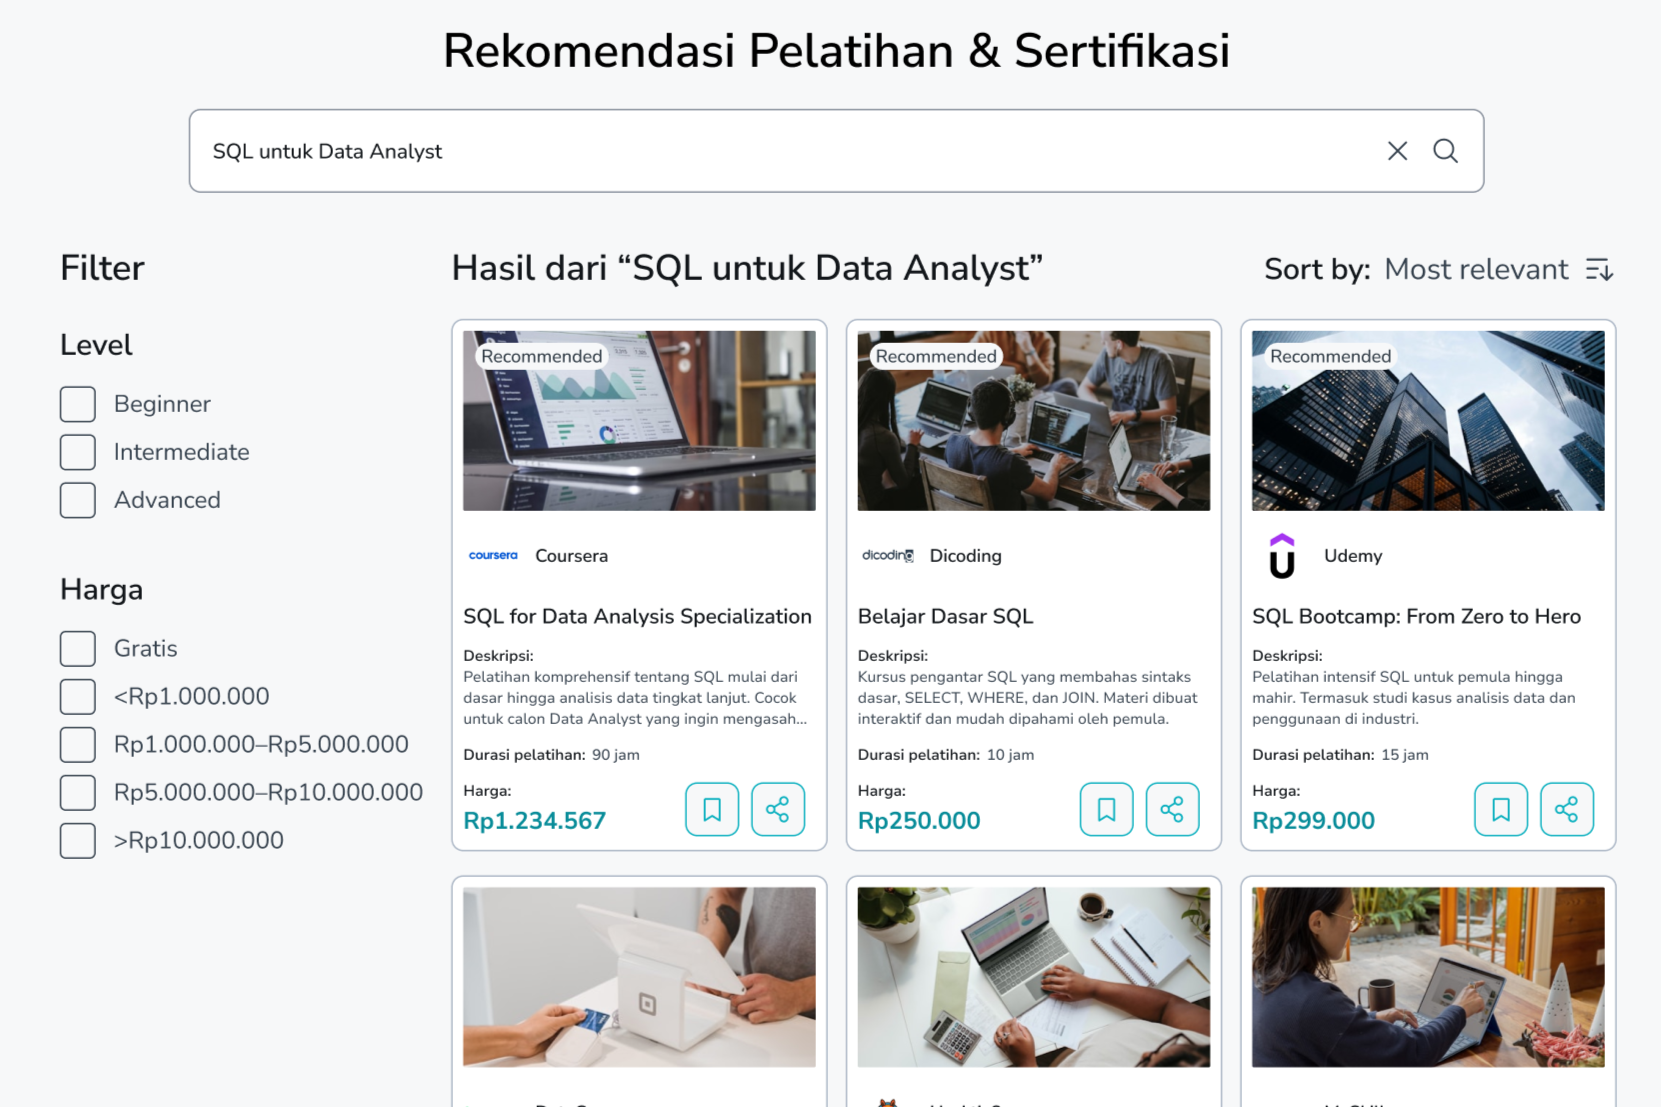 Rekomendasi Pelatihan & Sertifikasi
SQL untuk Data Analyst
Filter
Level
Beginner
Intermediate
Advanced
Harga
Gratis
<Rp1.000.000
Rp1.000.000–Rp5.000.000
Rp5.000.000–Rp10.000.000
>Rp10.000.000
Hasil dari “SQL untuk Data Analyst”
Sort by: Most relevant
Recommended
coursera Coursera
SQL for Data Analysis Specialization
Deskripsi:
Pelatihan komprehensif tentang SQL mulai dari
dasar hingga analisis data tingkat lanjut. Cocok
untuk calon Data Analyst yang ingin mengasah...
Durasi pelatihan: 90 jam
Harga:
Rp1.234.567
Recommended
dicoding Dicoding
Belajar Dasar SQL
Deskripsi:
Kursus pengantar SQL yang membahas sintaks
dasar, SELECT, WHERE, dan JOIN. Materi dibuat
interaktif dan mudah dipahami oleh pemula.
Durasi pelatihan: 10 jam
Harga:
Rp250.000
Recommended
Udemy
SQL Bootcamp: From Zero to Hero
Deskripsi:
Pelatihan intensif SQL untuk pemula hingga
mahir. Termasuk studi kasus analisis data dan
penggunaan di industri.
Durasi pelatihan: 15 jam
Harga:
Rp299.000